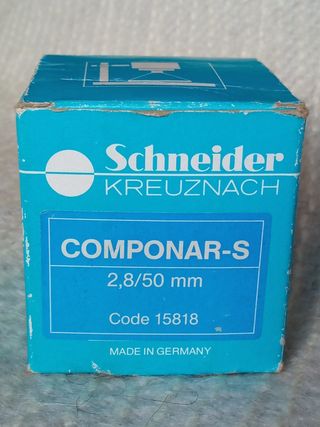 Schneider
KREUZNACH
COMPONAR-S
2,8/50 mm
Code 15818
MADE IN GERMANY